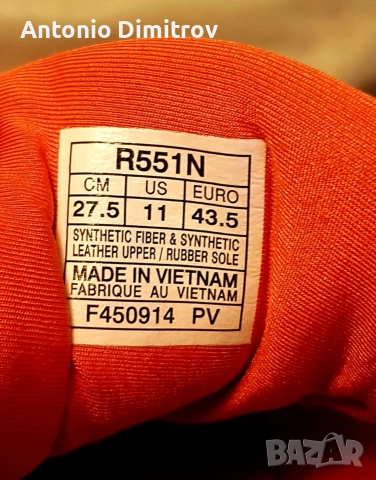 Antonio Dimitrov
R551N
CM US EURO
27.5 11 43.5
SYNTHETIC FIBER & SYNTHETIC
LEATHER UPPER / RUBBER SOLE
MADE IN VIETNAM
FABRIQUE AU VIETNAM
F450914 PV
BAZAR